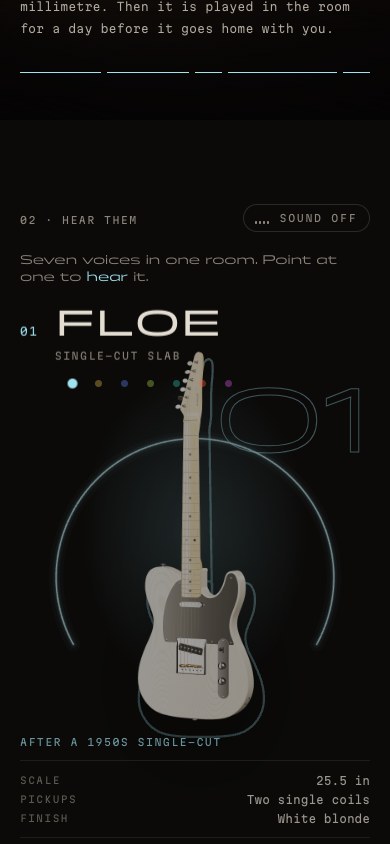 millimetre. Then it is played in the room
for a day before it goes home with you.
02 · HEAR THEM
SOUND OFF
Seven voices in one room. Point at
one to hear it.
01 FLOE
SINGLE-CUT SLAB
01
AFTER A 1950S SINGLE-CUT
SCALE 25.5 in
PICKUPS Two single coils
FINISH White blonde